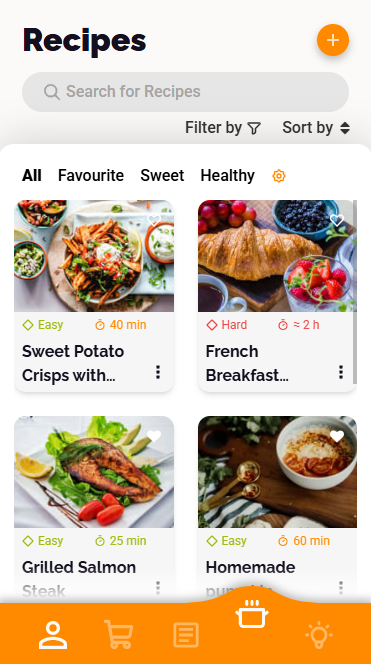 Recipes
Search for Recipes
Filter by
Sort by
All Favourite Sweet Healthy
Easy 40 min
Sweet Potato
Crisps with...
Hard ≈ 2 h
French
Breakfast...
Easy 25 min
Grilled Salmon
Steak
Easy 60 min
Homemade